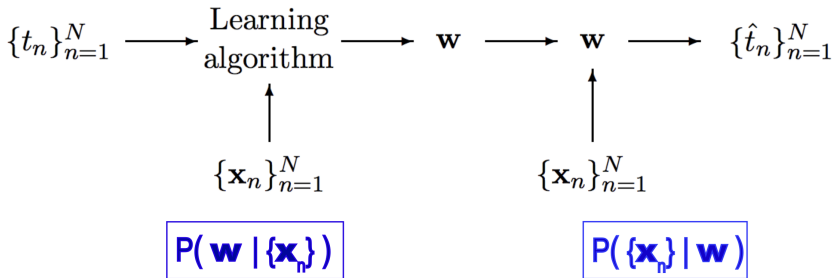 {t_n}_{n=1}^N → Learning algorithm → w → w → {t̂_n}_{n=1}^N
{x_n}_{n=1}^N {x_n}_{n=1}^N
P( w | {x_n} ) P( {x_n} | w )